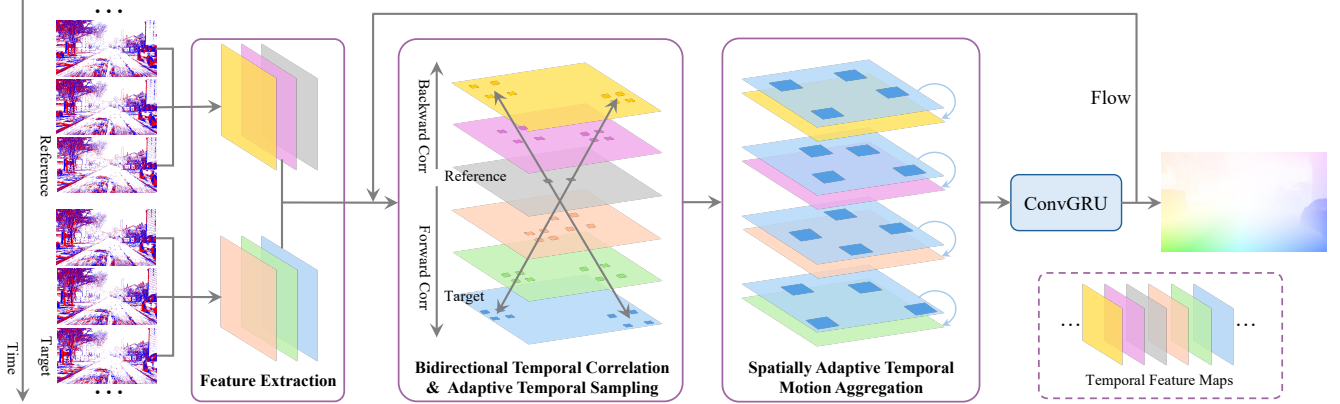 ...
Reference
Target
...
Time
Feature Extraction
Backward Corr
Reference
Forward Corr
Target
Bidirectional Temporal Correlation
& Adaptive Temporal Sampling
Spatially Adaptive Temporal
Motion Aggregation
Flow
ConvGRU
... ...
Temporal Feature Maps